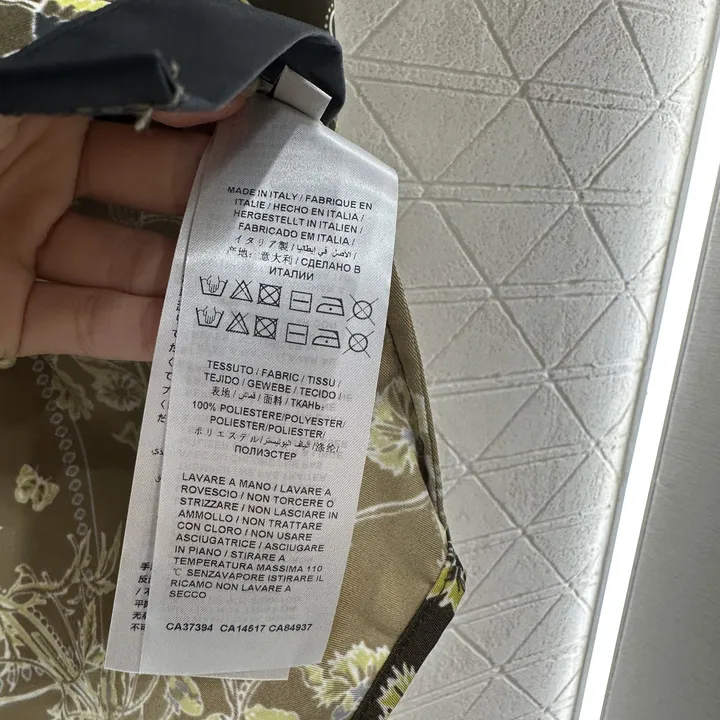 MADE IN ITALY / FABRIQUE EN
ITALIE / HECHO EN ITALIA /
HERGESTELLT IN ITALIEN /
FABRICADO EM ITALIA /
イタリア製 / الأصل في إيطاليا /
产地: 意大利 / СДЕЛАНО В
ИТАЛИИ
TESSUTO / FABRIC / TISSU /
TEJIDO / GEWEBE / TECIDO /
表地 / قماش / 面料 / ТКАНЬ
100% POLIESTERE/POLYESTER/
POLIESTER/POLIESTER/
ポリエステル/ليف البوليستر/涤纶/
ПОЛИЭСТЕР
LAVARE A MANO / LAVARE A
ROVESCIO / NON TORCERE O
STRIZZARE / NON LASCIARE IN
AMMOLLO / NON TRATTARE
CON CLORO / NON USARE
ASCIUGATRICE / ASCIUGARE
IN PIANO / STIRARE A
TEMPERATURA MASSIMA 110
℃ SENZAVAPORE ISTIRARE IL
RICAMO NON LAVARE A
SECCO
CA37394 CA14517 CA84937